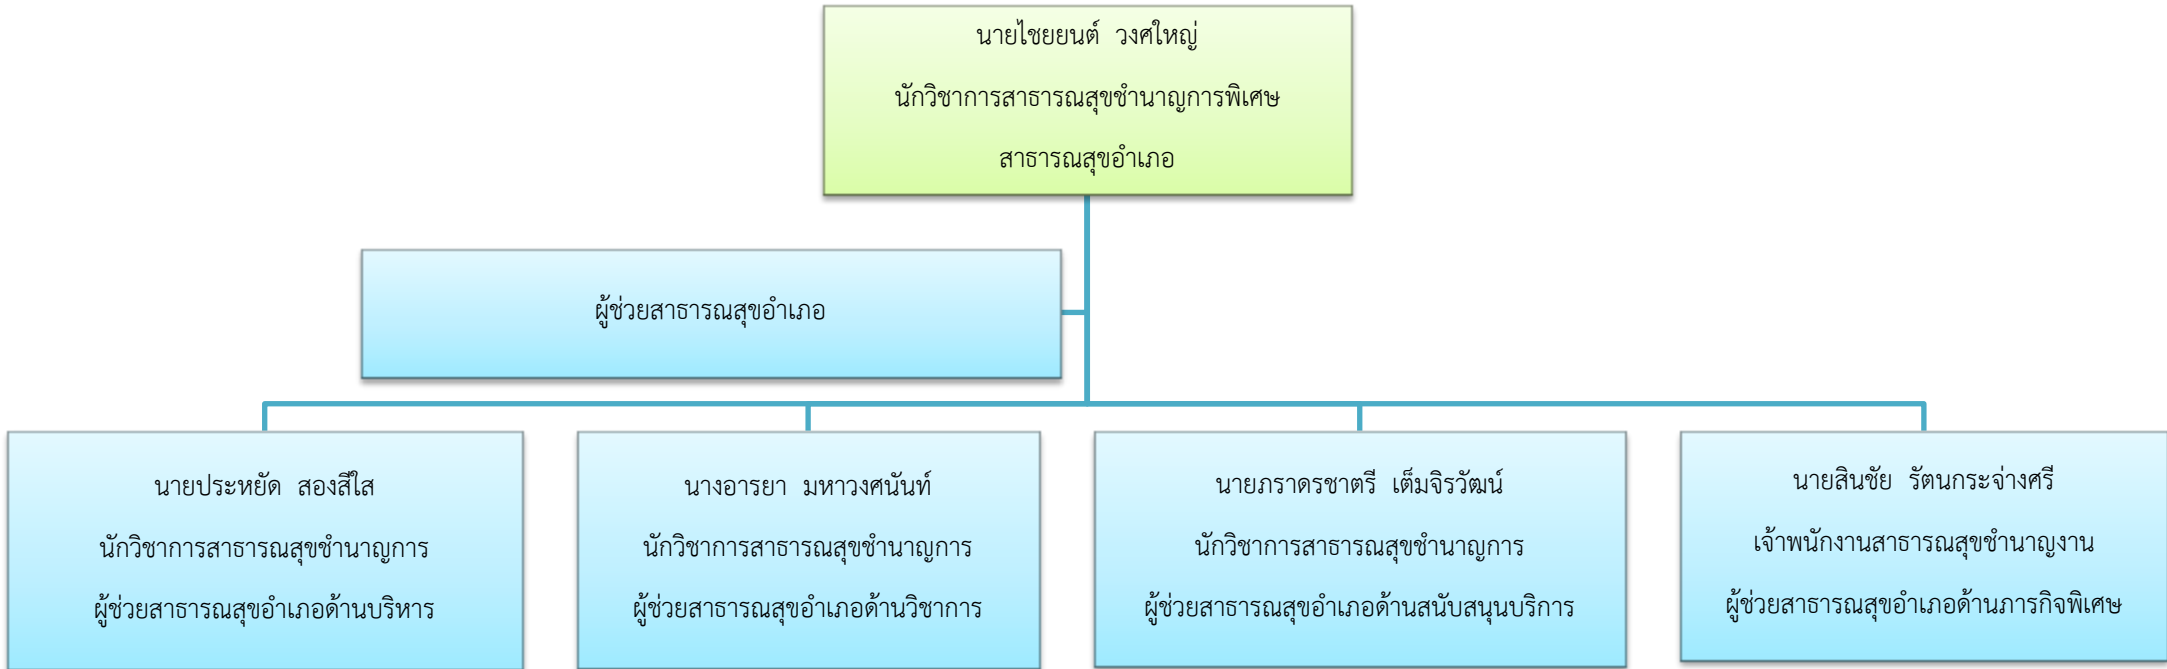 นายไชยยนต์ วงศใหญ่
นักวิชาการสาธารณสุขชำนาญการพิเศษ
สาธารณสุขอำเภอ
ผู้ช่วยสาธารณสุขอำเภอ
นายประหยัด สองสีใส
นักวิชาการสาธารณสุขชำนาญการ
ผู้ช่วยสาธารณสุขอำเภอด้านบริหาร
นางอารยา มหาวงศนันท์
นักวิชาการสาธารณสุขชำนาญการ
ผู้ช่วยสาธารณสุขอำเภอด้านวิชาการ
นายภราดรชาตรี เต็มจิรวัฒน์
นักวิชาการสาธารณสุขชำนาญการ
ผู้ช่วยสาธารณสุขอำเภอด้านสนับสนุนบริการ
นายสินชัย รัตนกระจ่างศรี
เจ้าพนักงานสาธารณสุขชำนาญงาน
ผู้ช่วยสาธารณสุขอำเภอด้านภารกิจพิเศษ